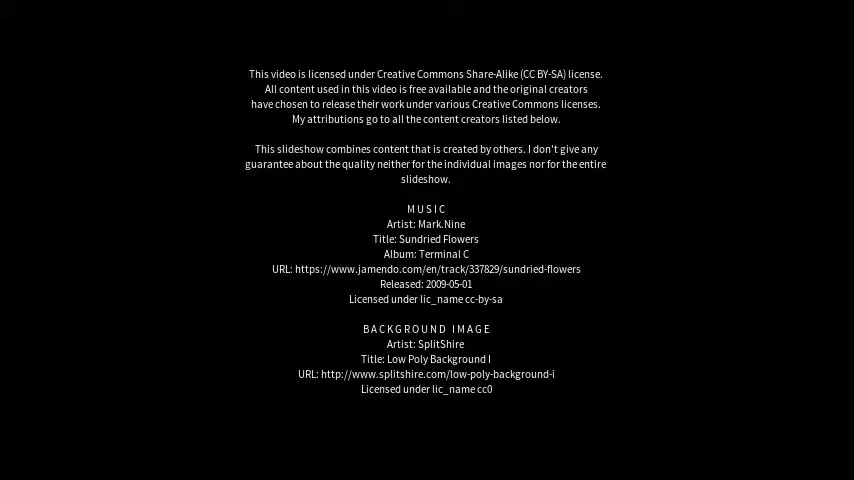 This video is licensed under Creative Commons Share-Alike (CC BY-SA) license.
All content used in this video is free available and the original creators
have chosen to release their work under various Creative Commons licenses.
My attributions go to all the content creators listed below.
This slideshow combines content that is created by others. I don't give any
guarantee about the quality neither for the individual images nor for the entire
slideshow.
MUSIC
Artist: Mark.Nine
Title: Sundried Flowers
Album: Terminal C
URL: https://www.jamendo.com/en/track/337829/sundried-flowers
Released: 2009-05-01
Licensed under lic_name cc-by-sa
BACKGROUND IMAGE
Artist: SplitShire
Title: Low Poly Background I
URL: http://www.splitshire.com/low-poly-background-i
Licensed under lic_name cc0